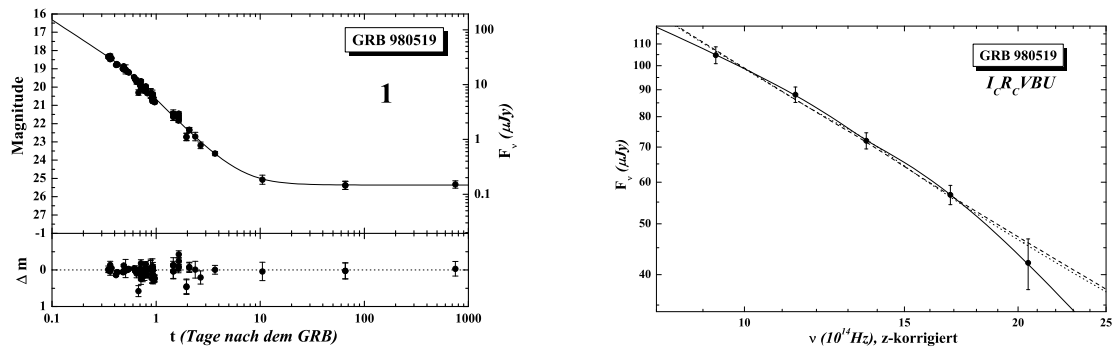 16
17
18
19
20
21
22
23
24
25
26
27
-1
0
1
Magnitude
Δ m
GRB 980519
1
100
10
1
0.1
F_ν (μJy)
0.1 1 10 100 1000
t (Tage nach dem GRB)
110
100
90
80
70
60
50
40
F_ν (μJy)
GRB 980519
I_C R_C VBU
10 15 20 25
ν (10^14 Hz), z-korrigiert